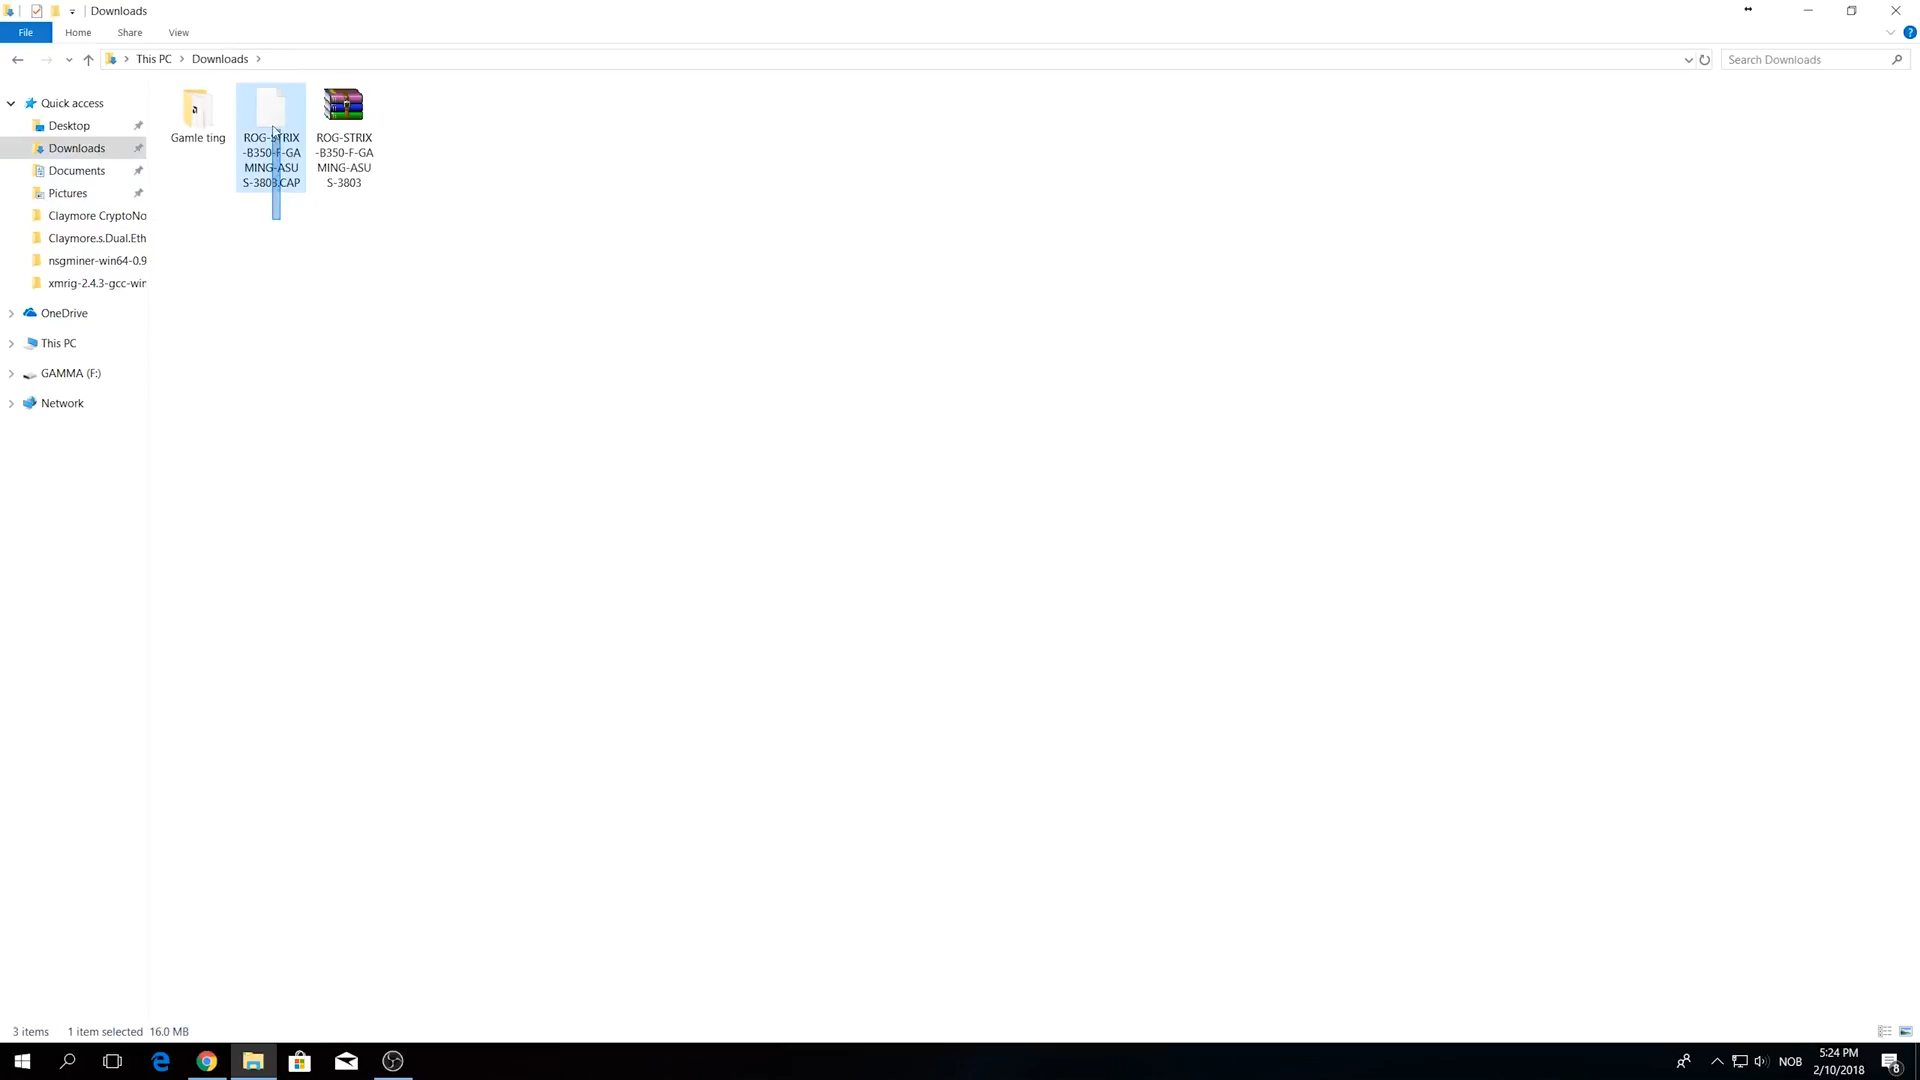 Downloads
File Home Share View
This PC Downloads
Search Downloads
Quick access
Desktop
Downloads
Documents
Pictures
Claymore CryptoNo
Claymore.s.Dual.Eth
nsgminer-win64-0.9
xmrig-2.4.3-gcc-wir
OneDrive
This PC
GAMMA (F:)
Network
Gamle ting
ROG-STRIX
-B350-F-GA
MING-ASU
S-3803.CAP
ROG-STRIX
-B350-F-GA
MING-ASU
S-3803
3 items 1 item selected 16.0 MB
NOB
5:24 PM
2/10/2018
8